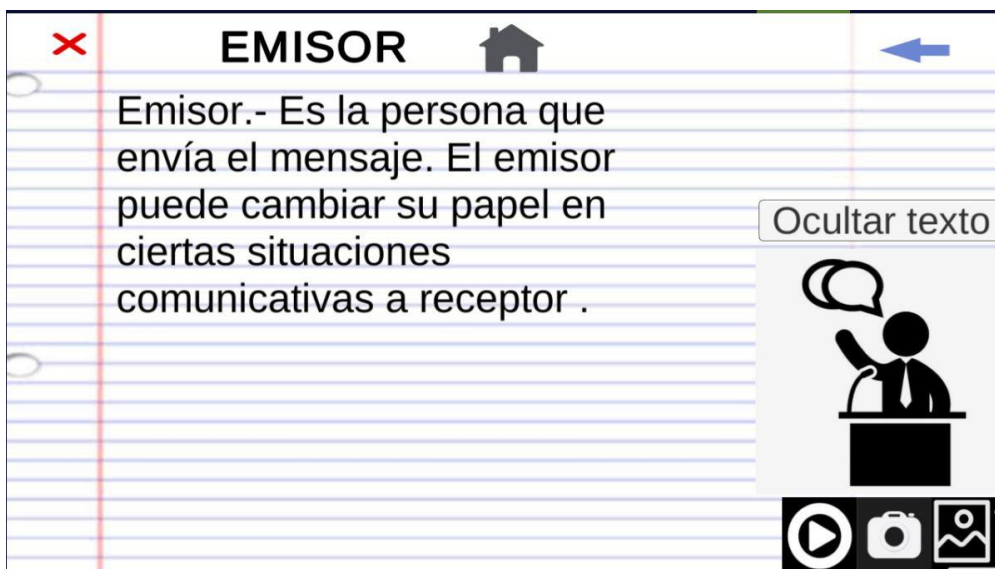 EMISOR
Emisor.- Es la persona que
envía el mensaje. El emisor
puede cambiar su papel en
ciertas situaciones
comunicativas a receptor .
Ocultar texto